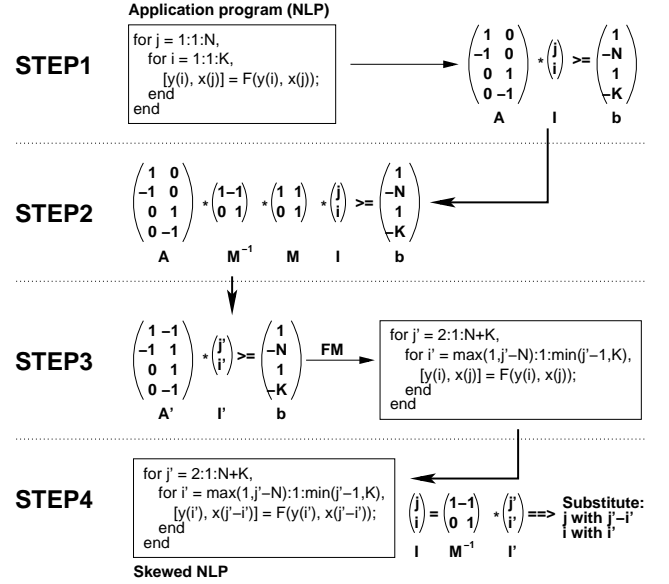 Application program (NLP)
STEP1
for j = 1:1:N,
for i = 1:1:K,
[y(i), x(j)] = F(y(i), x(j));
end
end
( 1 0 ) ( 1 )
( −1 0 ) * ( j ) >= ( −N )
( 0 1 ) ( i ) ( 1 )
( 0 −1 ) ( −K )
A I b
STEP2
( 1 0 ) ( 1 )
( −1 0 ) * ( 1 −1 ) * ( 1 1 ) * ( j ) >= ( −N )
( 0 1 ) ( 0 1 ) ( 0 1 ) ( i ) ( 1 )
( 0 −1 ) ( −K )
A M⁻¹ M I b
STEP3
( 1 −1 ) ( 1 )
( −1 1 ) * ( j' ) >= ( −N )
( 0 1 ) ( i' ) ( 1 )
( 0 −1 ) ( −K )
A' I' b
FM
for j' = 2:1:N+K,
for i' = max(1,j'−N):1:min(j'−1,K),
[y(i), x(j)] = F(y(i), x(j));
end
end
STEP4
for j' = 2:1:N+K,
for i' = max(1,j'−N):1:min(j'−1,K),
[y(i'), x(j'−i')] = F(y(i'), x(j'−i'));
end
end
Skewed NLP
( j ) = ( 1 −1 ) * ( j' ) ==>
( i ) ( 0 1 ) ( i' )
I M⁻¹ I'
Substitute:
j with j'−i'
i with i'